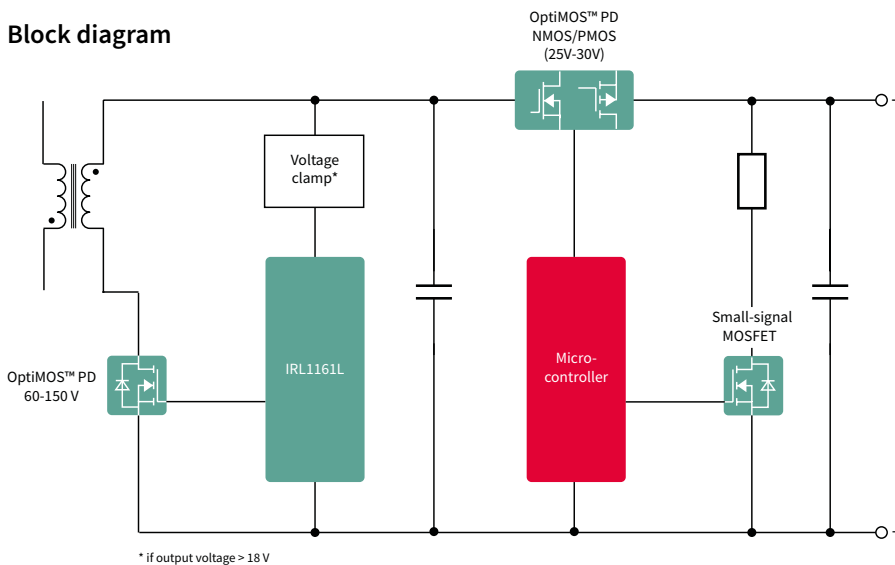 Block diagram
OptiMOS™ PD
NMOS/PMOS
(25V-30V)
Voltage
clamp*
Small-signal
MOSFET
OptiMOS™ PD
60-150 V
IRL1161L
Micro-
controller
* if output voltage > 18 V